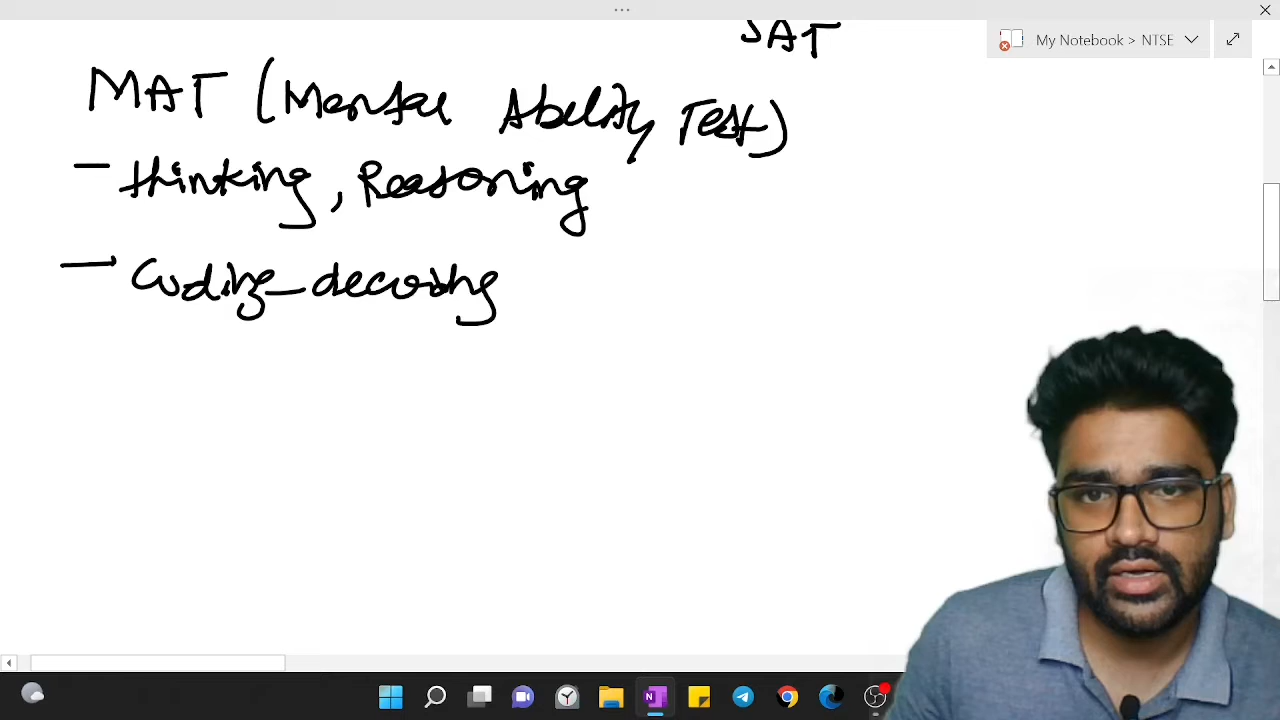 SAT
My Notebook > NTSE
MAT (Mental Ability Test)
– thinking, Reasoning
– Coding-decoding